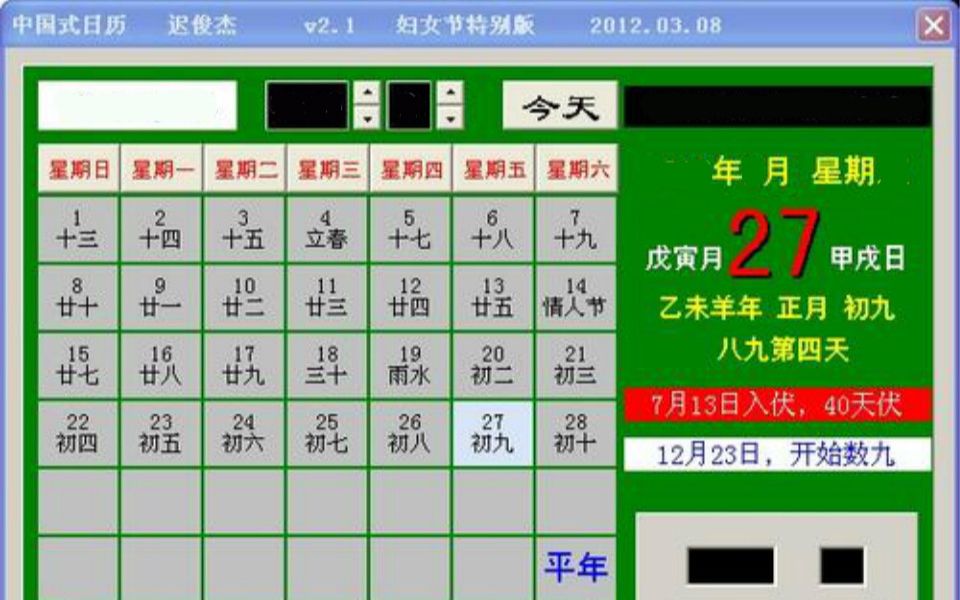 中国式日历 迟俊杰 v2.1 妇女节特别版 2012.03.08
今天
星期日 星期一 星期二 星期三 星期四 星期五 星期六
年 月 星期
1 2 3 4 5 6 7
十三 十四 十五 立春 十七 十八 十九
戊寅月 27 甲戌日
8 9 10 11 12 13 14
廿十 廿一 廿二 廿三 廿四 廿五 情人节
乙未羊年 正月 初九
八九第四天
15 16 17 18 19 20 21
廿七 廿八 廿九 三十 雨水 初二 初三
7月13日入伏，40天伏
22 23 24 25 26 27 28
初四 初五 初六 初七 初八 初九 初十
12月23日，开始数九
平年